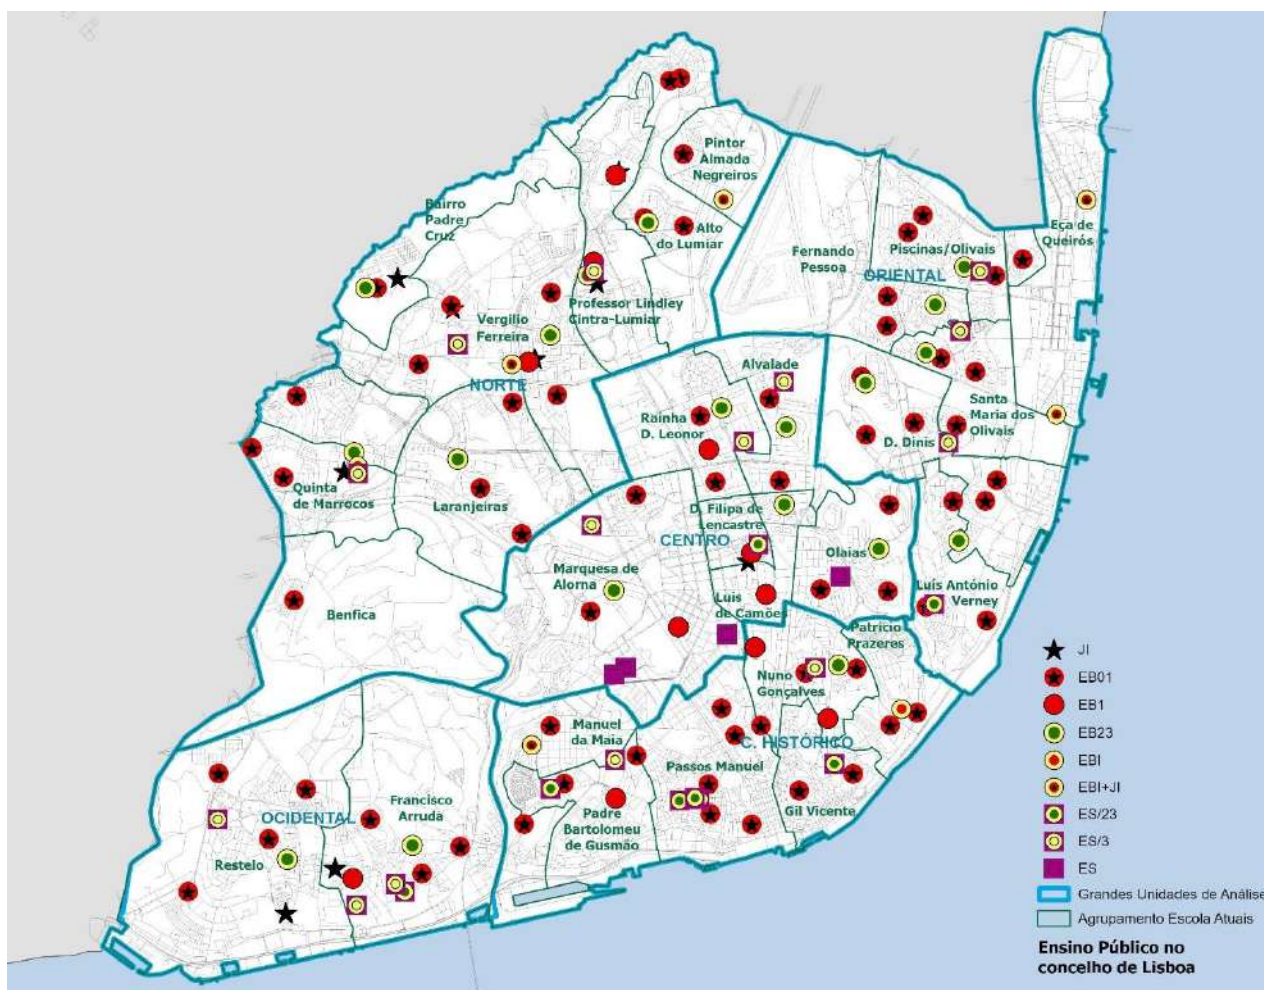 Pintor
Almada
Negreiros
Bairro
Padre
Cruz
Alto
do Lumiar
Eça de
Queirós
Piscinas/Olivais
Fernando
Pessoa
ORIENTAL
Professor Lindley
Cintra-Lumiar
Vergilio
Ferreira
NORTE
Alvalade
Rainha
D. Leonor
Santa
Maria dos
Olivais
D. Dinis
Quinta
de Marrocos
Laranjeiras
D. Filipa de
Lencastre
CENTRO
Olaias
Marquesa de
Alorna
Luis
de Camões
Luís António
Verney
Benfica
Patrício
Prazeres
Nuno
Gonçalves
Manuel
da Maia
C. HISTÓRICO
Passos Manuel
Gil Vicente
Padre
Bartolomeu
de Gusmão
Francisco
Arruda
OCIDENTAL
Restelo
JI
EB01
EB1
EB23
EBI
EBI+JI
ES/23
ES/3
ES
Grandes Unidades de Análise
Agrupamento Escola Atuais
Ensino Público no
concelho de Lisboa